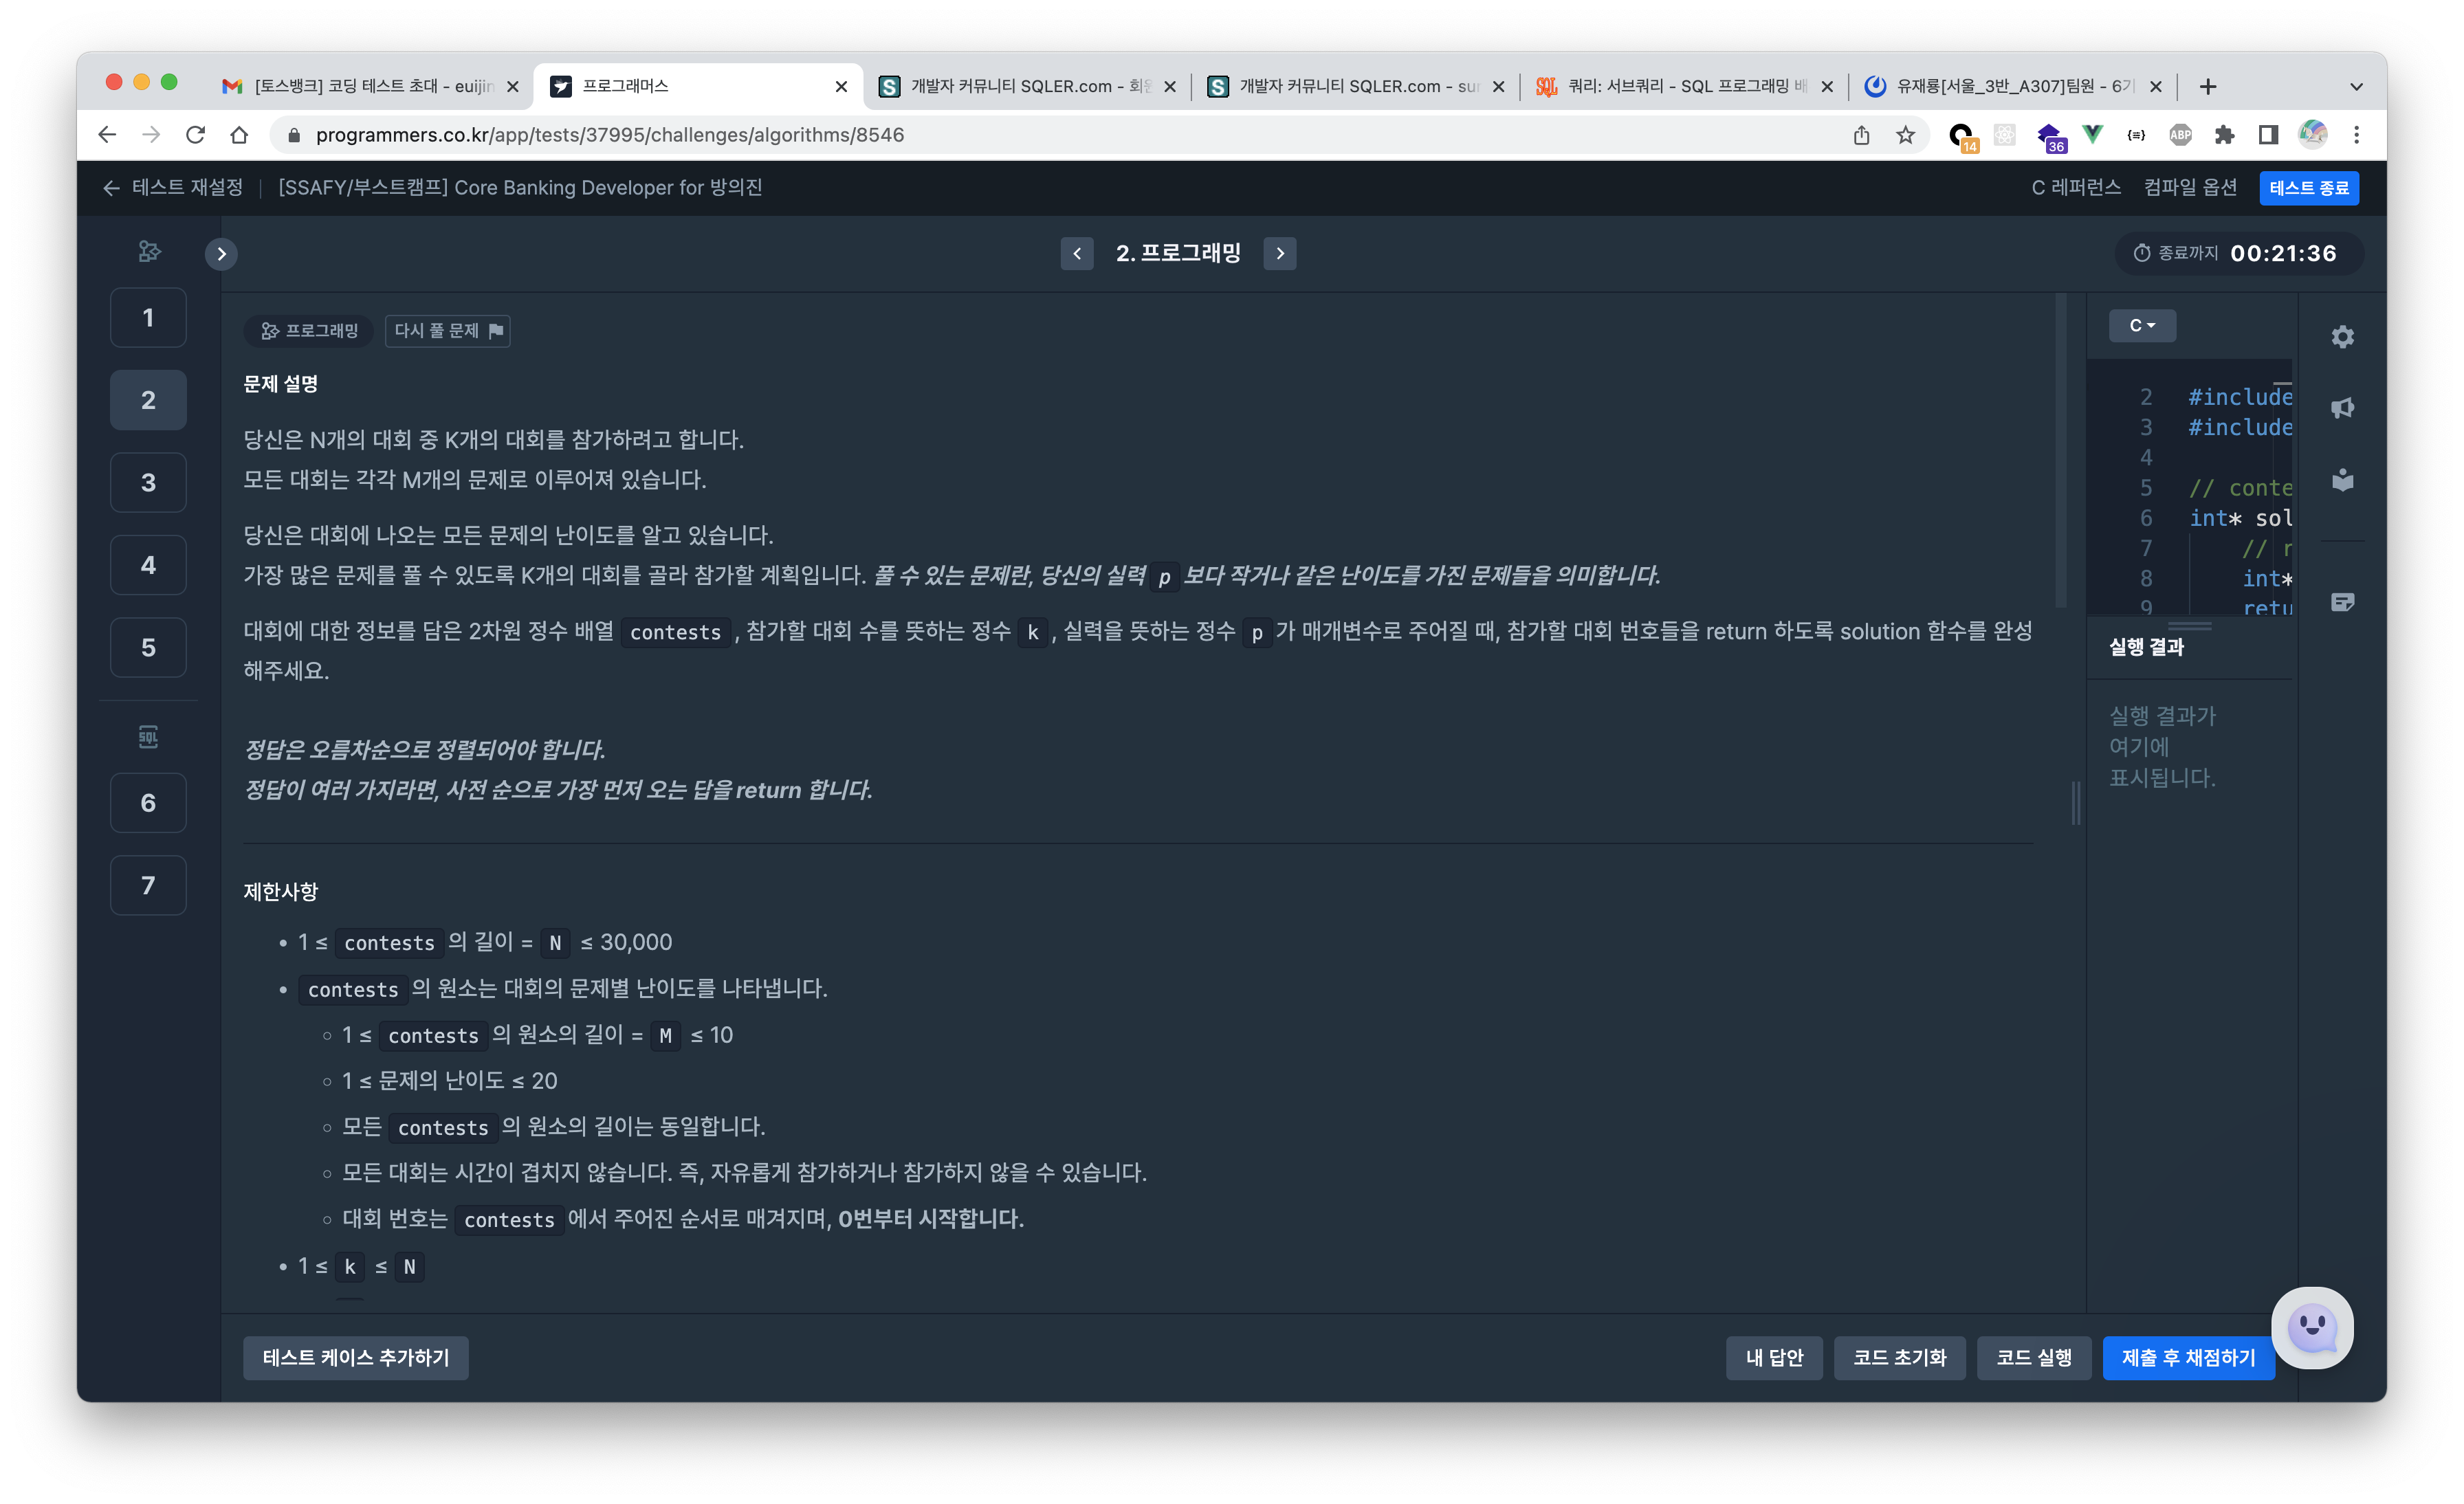 [토스뱅크] 코딩 테스트 초대 - euijin
프로그래머스
개발자 커뮤니티 SQLER.com - 회원
개발자 커뮤니티 SQLER.com - sum
쿼리: 서브쿼리 - SQL 프로그래밍 배
유재룡[서울_3반_A307]팀원 - 6기
programmers.co.kr/app/tests/37995/challenges/algorithms/8546
14
36
ABP
테스트 재설정
[SSAFY/부스트캠프] Core Banking Developer for 방의진
C 레퍼런스
컴파일 옵션
테스트 종료
2. 프로그래밍
종료까지 00:21:36
1
2
3
4
5
SQL
6
7
프로그래밍
다시 풀 문제
문제 설명
당신은 N개의 대회 중 K개의 대회를 참가하려고 합니다.
모든 대회는 각각 M개의 문제로 이루어져 있습니다.
당신은 대회에 나오는 모든 문제의 난이도를 알고 있습니다.
가장 많은 문제를 풀 수 있도록 K개의 대회를 골라 참가할 계획입니다. 풀 수 있는 문제란, 당신의 실력 p 보다 작거나 같은 난이도를 가진 문제들을 의미합니다.
대회에 대한 정보를 담은 2차원 정수 배열 contests , 참가할 대회 수를 뜻하는 정수 k , 실력을 뜻하는 정수 p 가 매개변수로 주어질 때, 참가할 대회 번호들을 return 하도록 solution 함수를 완성
해주세요.
정답은 오름차순으로 정렬되어야 합니다.
정답이 여러 가지라면, 사전 순으로 가장 먼저 오는 답을 return 합니다.
제한사항
• 1 ≤ contests 의 길이 = N ≤ 30,000
• contests 의 원소는 대회의 문제별 난이도를 나타냅니다.
◦ 1 ≤ contests 의 원소의 길이 = M ≤ 10
◦ 1 ≤ 문제의 난이도 ≤ 20
◦ 모든 contests 의 원소의 길이는 동일합니다.
◦ 모든 대회는 시간이 겹치지 않습니다. 즉, 자유롭게 참가하거나 참가하지 않을 수 있습니다.
◦ 대회 번호는 contests 에서 주어진 순서로 매겨지며, 0번부터 시작합니다.
• 1 ≤ k ≤ N
C
2 #include
3 #include
4
5 // conte
6 int* sol
7 // r
8 int*
9 retu
실행 결과
실행 결과가
여기에
표시됩니다.
테스트 케이스 추가하기
내 답안
코드 초기화
코드 실행
제출 후 채점하기